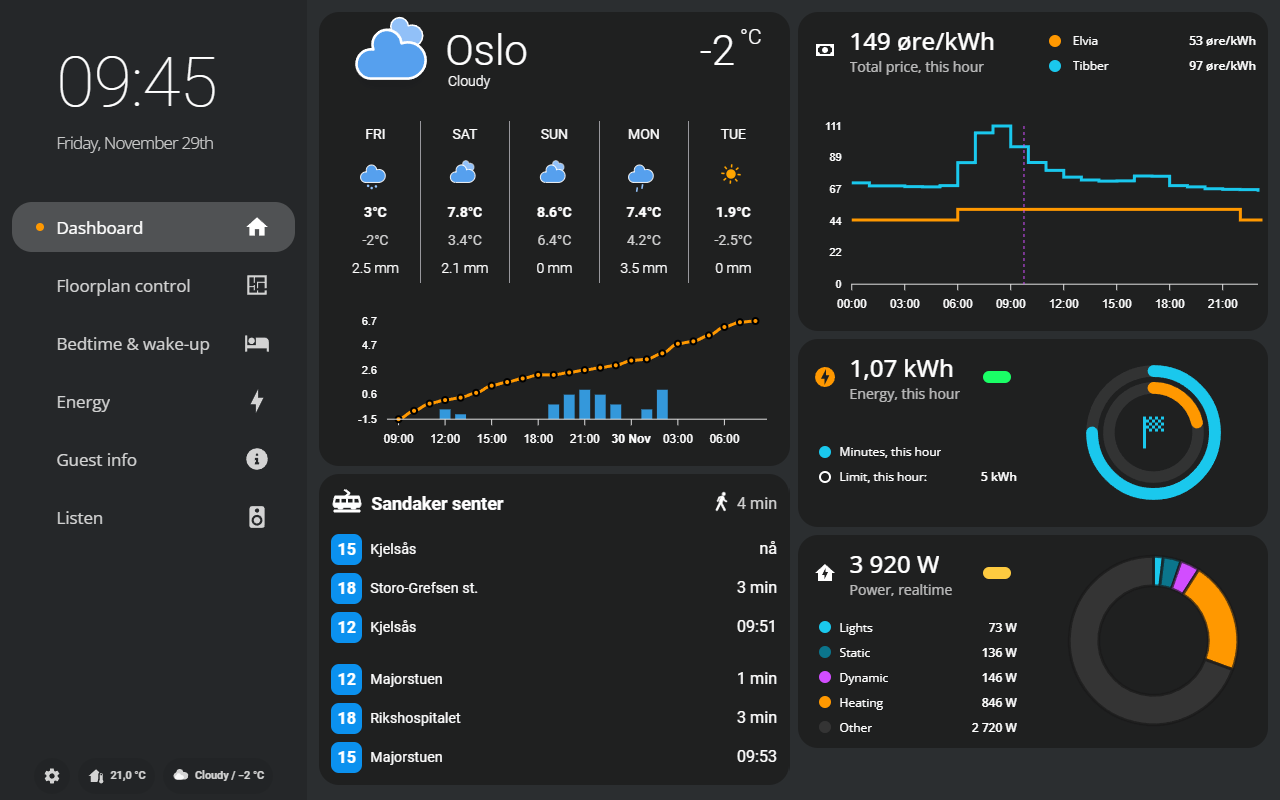 09:45
Friday, November 29th
Dashboard
Floorplan control
Bedtime & wake-up
Energy
Guest info
Listen
21,0 °C
Cloudy / −2 °C
Oslo
Cloudy
-2 °C
FRI SAT SUN MON TUE
3°C 7.8°C 8.6°C 7.4°C 1.9°C
-2°C 3.4°C 6.4°C 4.2°C -2.5°C
2.5 mm 2.1 mm 0 mm 3.5 mm 0 mm
6.7
4.7
2.6
0.6
-1.5
09:00 12:00 15:00 18:00 21:00 30 Nov 03:00 06:00
Sandaker senter 4 min
15 Kjelsås nå
18 Storo-Grefsen st. 3 min
12 Kjelsås 09:51
12 Majorstuen 1 min
18 Rikshospitalet 3 min
15 Majorstuen 09:53
149 øre/kWh
Total price, this hour
Elvia 53 øre/kWh
Tibber 97 øre/kWh
111
89
67
44
22
0
00:00 03:00 06:00 09:00 12:00 15:00 18:00 21:00
1,07 kWh
Energy, this hour
Minutes, this hour
Limit, this hour: 5 kWh
3 920 W
Power, realtime
Lights 73 W
Static 136 W
Dynamic 146 W
Heating 846 W
Other 2 720 W